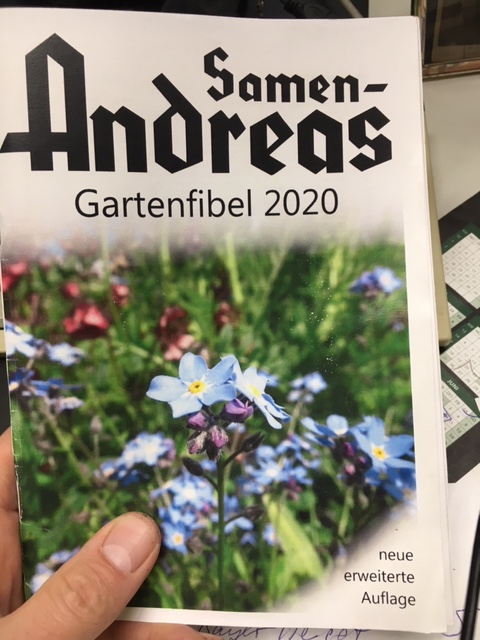 Samen-
Andreas
Gartenfibel 2020
neue
erweiterte
Auflage